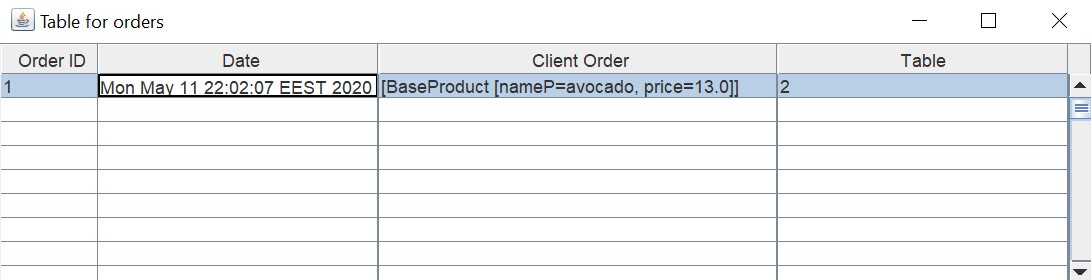 Table for orders
Order ID Date Client Order Table
1 Mon May 11 22:02:07 EEST 2020 [BaseProduct [nameP=avocado, price=13.0]] 2